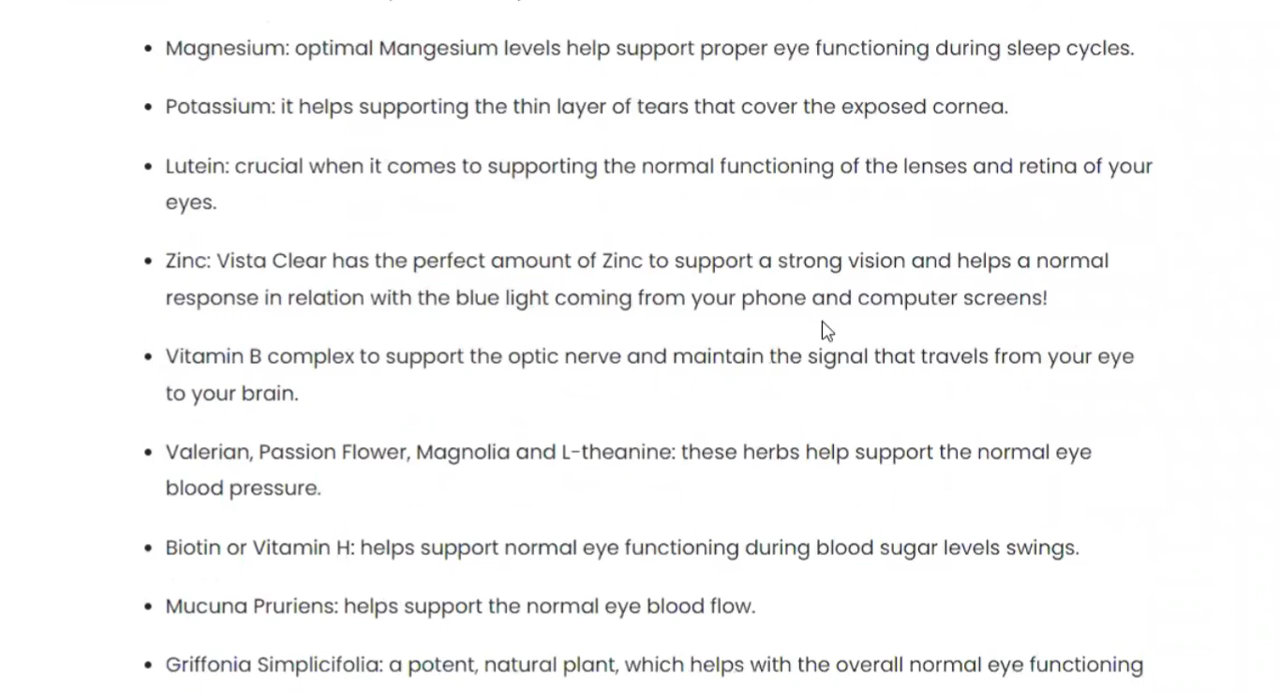 • Magnesium: optimal Mangesium levels help support proper eye functioning during sleep cycles.
• Potassium: it helps supporting the thin layer of tears that cover the exposed cornea.
• Lutein: crucial when it comes to supporting the normal functioning of the lenses and retina of your
eyes.
• Zinc: Vista Clear has the perfect amount of Zinc to support a strong vision and helps a normal
response in relation with the blue light coming from your phone and computer screens!
• Vitamin B complex to support the optic nerve and maintain the signal that travels from your eye
to your brain.
• Valerian, Passion Flower, Magnolia and L-theanine: these herbs help support the normal eye
blood pressure.
• Biotin or Vitamin H: helps support normal eye functioning during blood sugar levels swings.
• Mucuna Pruriens: helps support the normal eye blood flow.
• Griffonia Simplicifolia: a potent, natural plant, which helps with the overall normal eye functioning